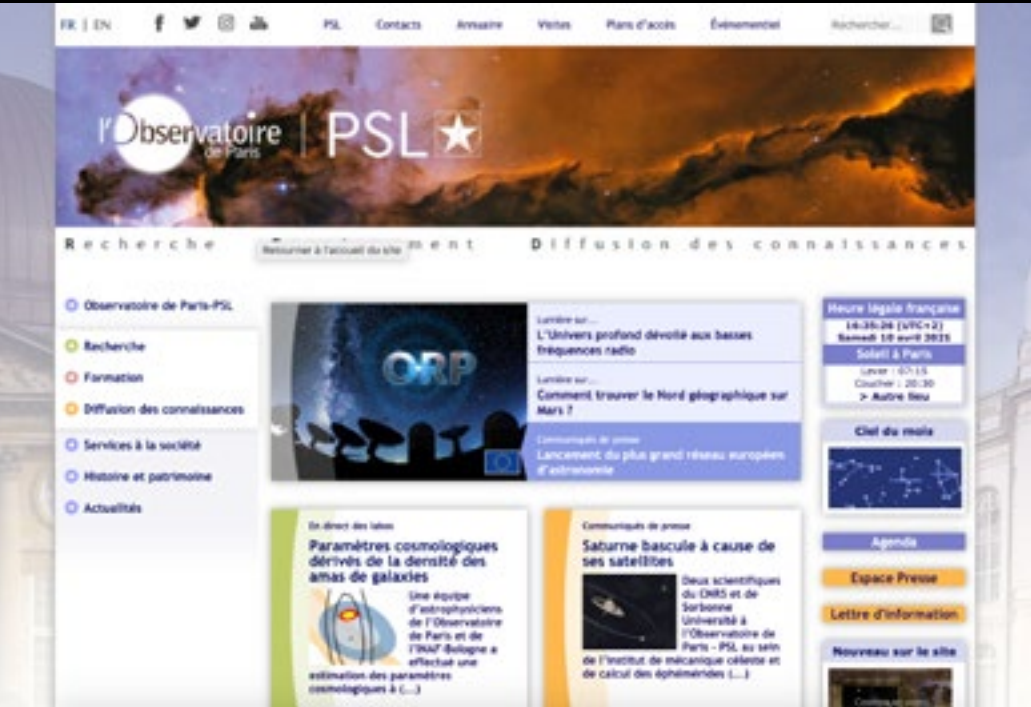 FR | EN
PSL Contacts Annuaire Visites Plans d'accès Événementiel Rechercher...
l'Observatoire
de Paris
PSL
Recherche
Diffusion des connaissances
Retourner à l'accueil du site
Observatoire de Paris-PSL
Recherche
Formation
Diffusion des connaissances
Services à la société
Histoire et patrimoine
Actualités
ORP
Lumière sur...
L'Univers profond dévoilé aux basses
fréquences radio
Lumière sur...
Comment trouver le Nord géographique sur
Mars ?
Communiqués de presse
Lancement du plus grand réseau européen
d'astronomie
En direct des labos
Paramètres cosmologiques
dérivés de la densité des
amas de galaxies
Une équipe
d'astrophysiciens
de l'Observatoire
de Paris et de
l'INAF-Bologne a
effectué une
estimation des paramètres
cosmologiques à (...)
Communiqués de presse
Saturne bascule à cause de
ses satellites
Deux scientifiques
du CNRS et de
Sorbonne
Université à
l'Observatoire de
Paris - PSL au sein
de l'Institut de mécanique céleste et
de calcul des éphémérides (...)
Heure légale française
16:35:26 (UTC+2)
Samedi 10 avril 2021
Soleil à Paris
Lever : 07:15
Coucher : 20:30
> Autre lieu
Ciel du mois
Agenda
Espace Presse
Lettre d'information
Nouveau sur le site